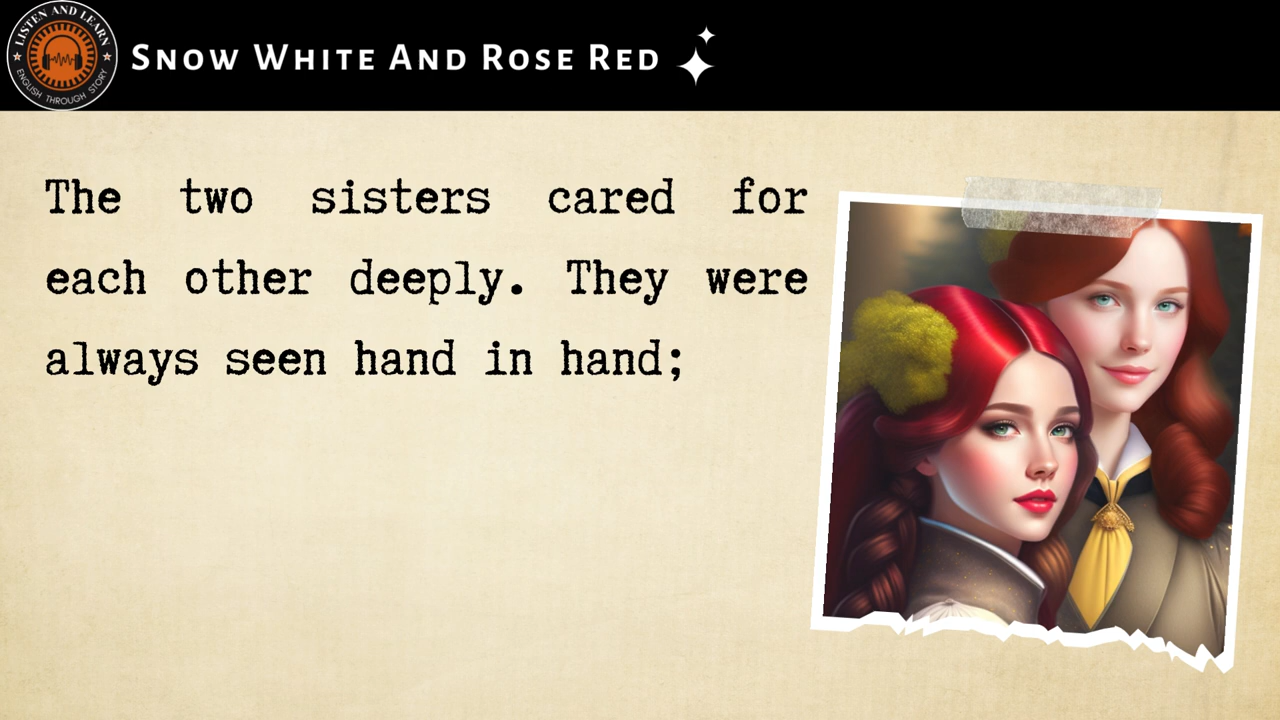 LISTEN AND LEARN
ENGLISH THROUGH STORY
Snow White And Rose Red
The two sisters cared for
each other deeply. They were
always seen hand in hand;